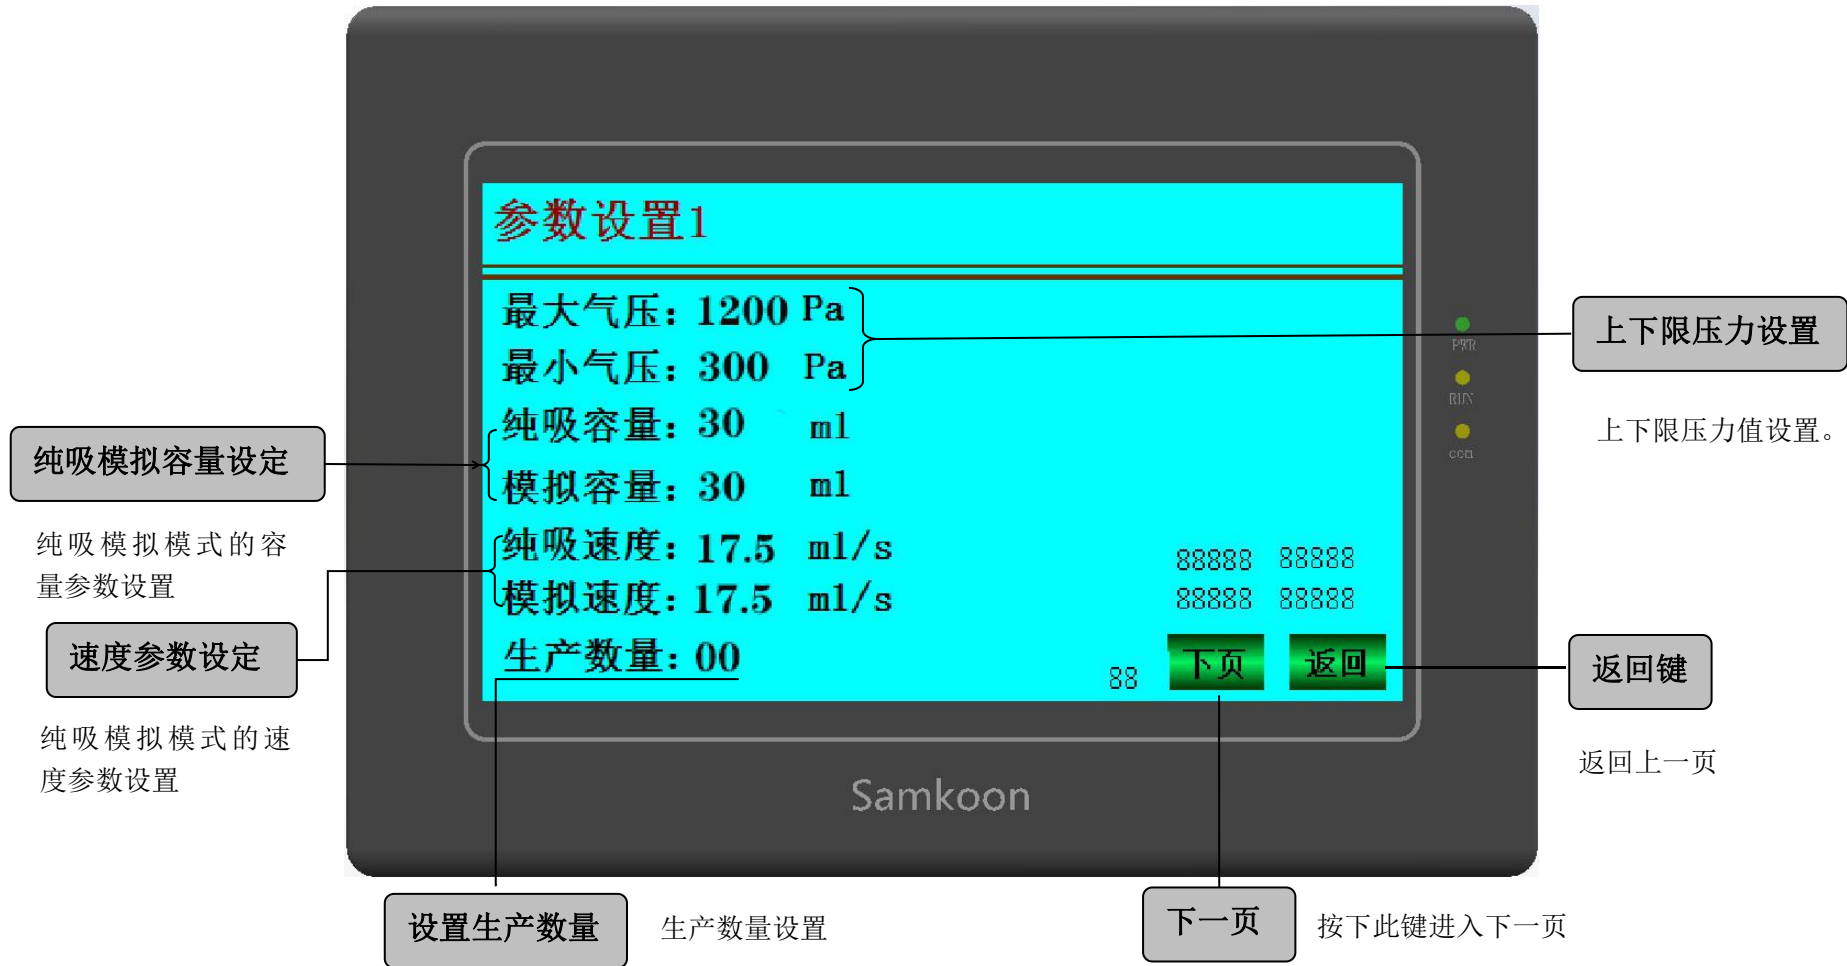 参数设置1
最大气压: 1200 Pa
最小气压: 300 Pa
纯吸容量: 30 ml
模拟容量: 30 ml
纯吸速度: 17.5 ml/s
模拟速度: 17.5 ml/s
生产数量: 00
88888 88888
88888 88888
88
下页
返回
PWR
RUN
com
Samkoon
上下限压力设置
上下限压力值设置。
纯吸模拟容量设定
纯吸模拟模式的容
量参数设置
速度参数设定
纯吸模拟模式的速
度参数设置
返回键
返回上一页
设置生产数量
生产数量设置
下一页
按下此键进入下一页